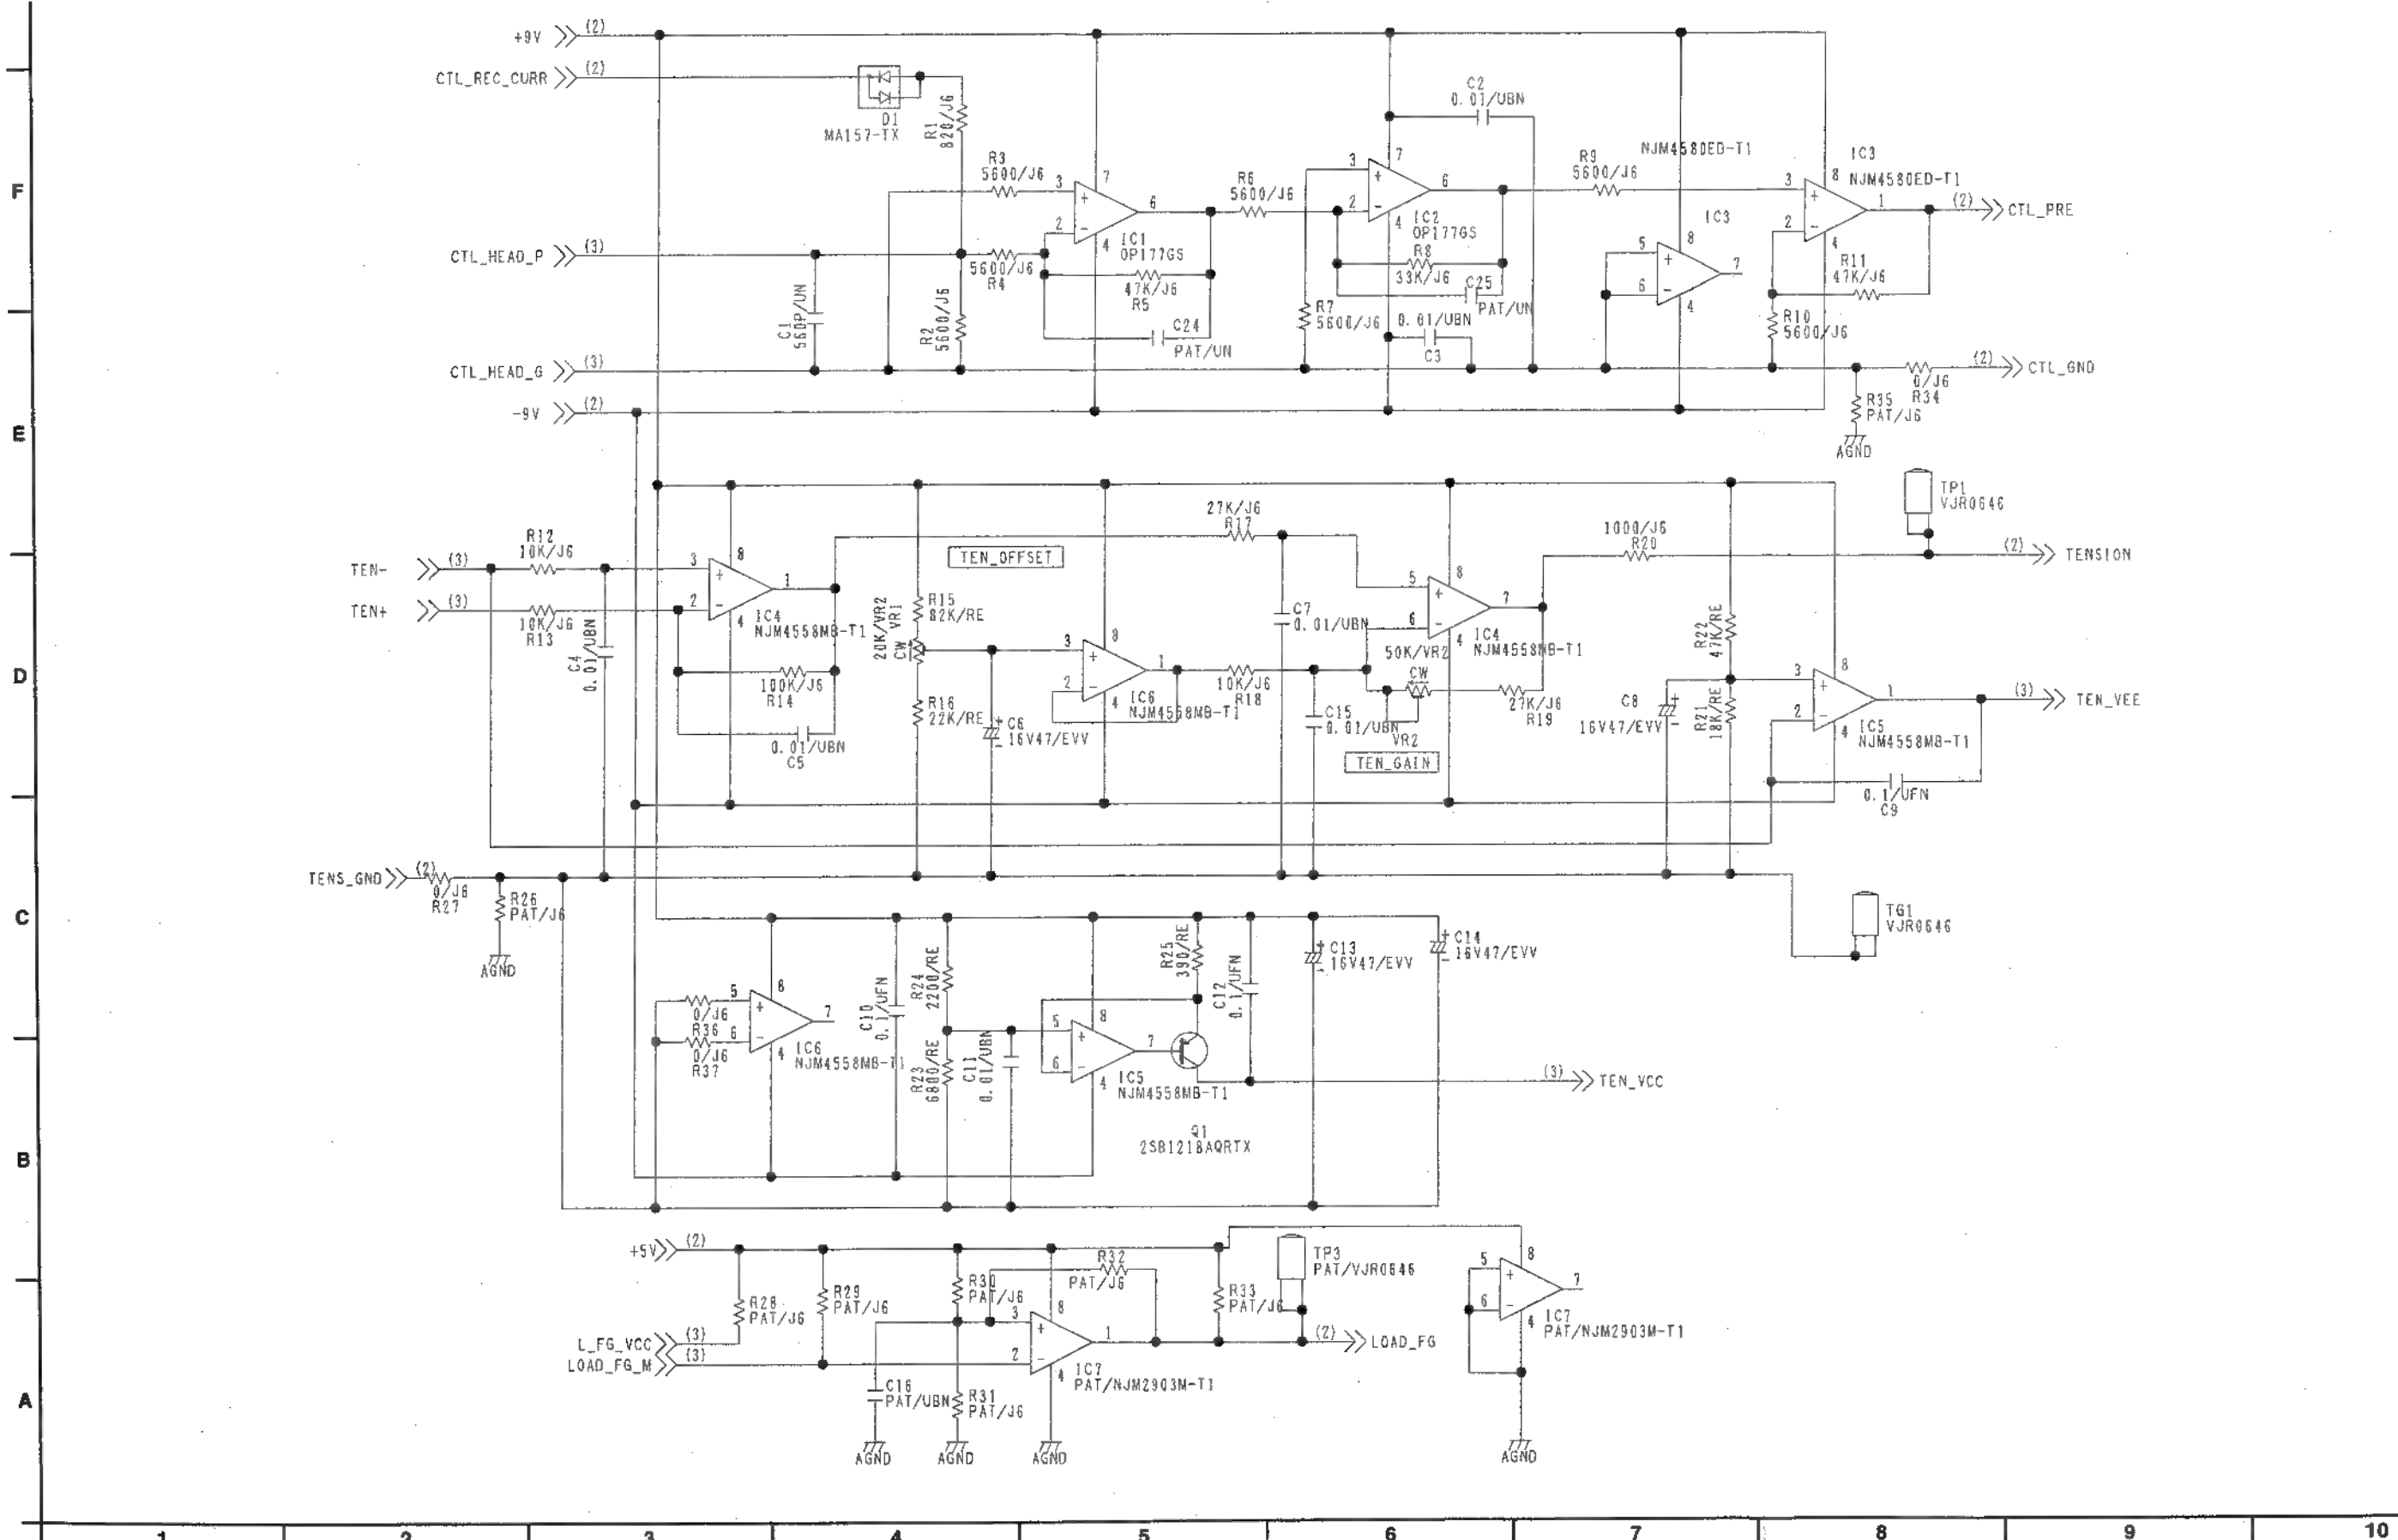 +9V (2)
CTL_REC_CURR (2)
D1
MA157-TX
R1
820/J6
C2
0.01/UBN
R3
5600/J6
3
7
2
6
4
IC1
OP177GS
R6
5600/J6
3
7
2
6
4
IC2
OP177GS
R9
5600/J6
NJM4580ED-T1
IC3
5
8
6
7
4
IC3
NJM4580ED-T1
3
8
2
1
4
(2) CTL_PRE
CTL_HEAD_P (3)
5600/J6
R4
47K/J6
R5
R8
33K/J6
C25
PAT/UN
R11
47K/J6
C1
560P/UN
R2
5600/J6
C24
PAT/UN
R7
5600/J6
0.01/UBN
C3
R10
5600/J6
CTL_HEAD_G (3)
(2) CTL_GND
0/J6
R34
R35
PAT/J6
AGND
-9V (2)
TP1
VJR0646
R12
10K/J6
27K/J6
R17
1000/J6
R20
(2) TENSION
TEN- (3)
TEN+ (3)
10K/J6
R13
C4
0.01/UBN
3
8
2
1
4
IC4
NJM4558MB-T1
TEN_OFFSET
20K/VR2
VR1
CW
R15
82K/RE
R16
22K/RE
C6
+
-
16V47/EVV
3
8
2
1
4
IC6
NJM4558MB-T1
10K/J6
R18
C7
0.01/UBN
C15
0.01/UBN
5
8
6
7
4
IC4
NJM4558MB-T1
50K/VR2
CW
VR2
TEN_GAIN
27K/J6
R19
R22
47K/RE
R21
18K/RE
C8
16V47/EVV
+
-
3
8
2
1
4
IC5
NJM4558MB-T1
(3) TEN_VEE
100K/J6
R14
0.01/UBN
C5
0.1/UFN
C9
TENS_GND (2)
0/J6
R27
R26
PAT/J6
AGND
TG1
VJR0646
5
8
6
7
4
0/J6
R36
0/J6
R37
IC6
NJM4558MB-T1
C10
0.1/UFN
R24
2200/RE
R23
6800/RE
C11
0.01/UBN
5
8
6
7
4
IC5
NJM4558MB-T1
R25
390/RE
C12
0.1/UFN
+
C13
-
16V47/EVV
+
C14
-
16V47/EVV
(3) TEN_VCC
Q1
2SB1218AQRTX
+5V (2)
R28
PAT/J6
R29
PAT/J6
R30
PAT/J6
R32
PAT/J6
R33
PAT/J6
TP3
PAT/VJR0646
L_FG_VCC (3)
LOAD_FG_M (3)
3
8
2
1
4
IC7
PAT/NJM2903M-T1
(2) LOAD_FG
C16
PAT/UBN
R31
PAT/J6
AGND
AGND
AGND
5
8
6
7
4
IC7
PAT/NJM2903M-T1
AGND
F
E
D
C
B
A
1 2 3 4 5 6 7 8 9 10